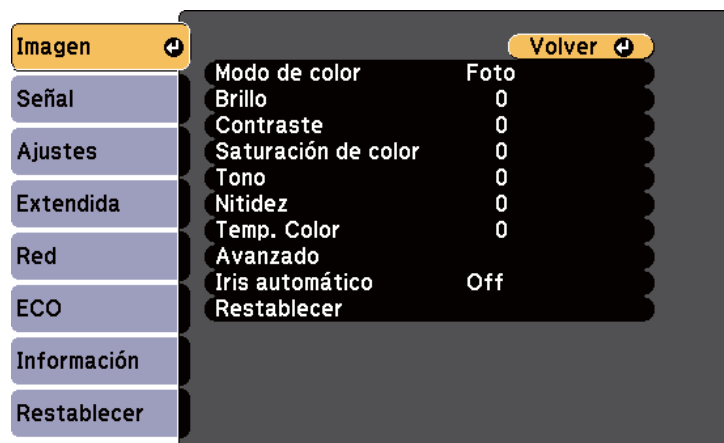 Imagen
Señal
Ajustes
Extendida
Red
ECO
Información
Restablecer
Volver
Modo de color Foto
Brillo 0
Contraste 0
Saturación de color 0
Tono 0
Nitidez 0
Temp. Color 0
Avanzado
Iris automático Off
Restablecer